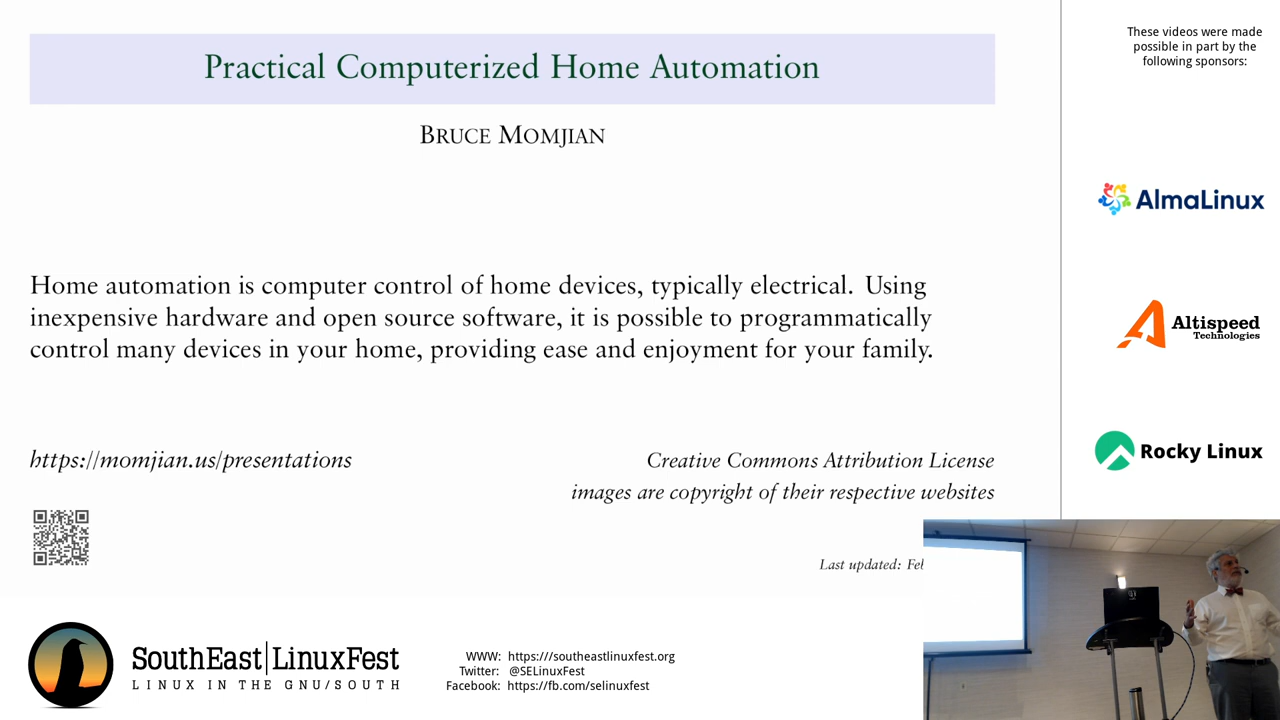 Practical Computerized Home Automation
BRUCE MOMJIAN
Home automation is computer control of home devices, typically electrical. Using
inexpensive hardware and open source software, it is possible to programmatically
control many devices in your home, providing ease and enjoyment for your family.
https://momjian.us/presentations
Creative Commons Attribution License
images are copyright of their respective websites
Last updated: Feb
These videos were made
possible in part by the
following sponsors:
AlmaLinux
Altispeed
Technologies
Rocky Linux
SouthEast LinuxFest
LINUX IN THE GNU/SOUTH
WWW: https:///southeastlinuxfest.org
Twitter: @SELinuxFest
Facebook: https://fb.com/selinuxfest